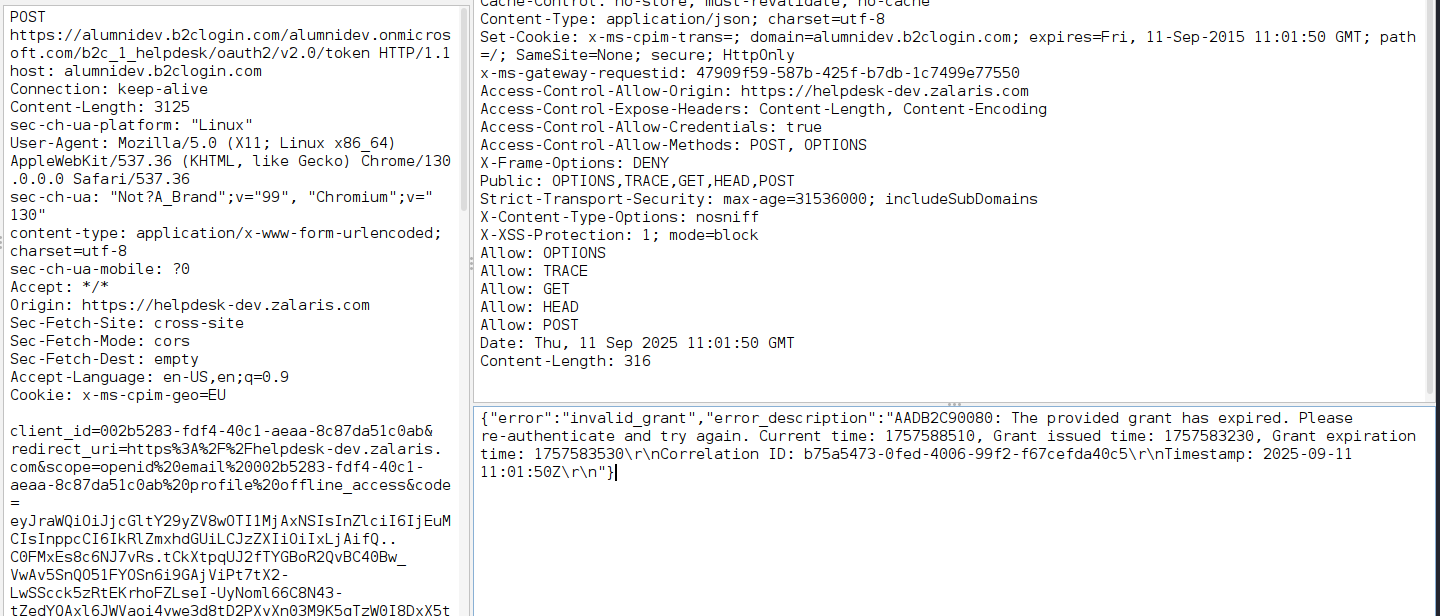 POST
https://alumnidev.b2clogin.com/alumnidev.onmicros
oft.com/b2c_1_helpdesk/oauth2/v2.0/token HTTP/1.1
host: alumnidev.b2clogin.com
Connection: keep-alive
Content-Length: 3125
sec-ch-ua-platform: "Linux"
User-Agent: Mozilla/5.0 (X11; Linux x86_64)
AppleWebKit/537.36 (KHTML, like Gecko) Chrome/130
.0.0.0 Safari/537.36
sec-ch-ua: "Not?A_Brand";v="99", "Chromium";v="
130"
content-type: application/x-www-form-urlencoded;
charset=utf-8
sec-ch-ua-mobile: ?0
Accept: */*
Origin: https://helpdesk-dev.zalaris.com
Sec-Fetch-Site: cross-site
Sec-Fetch-Mode: cors
Sec-Fetch-Dest: empty
Accept-Language: en-US,en;q=0.9
Cookie: x-ms-cpim-geo=EU
client_id=002b5283-fdf4-40c1-aeaa-8c87da51c0ab&
redirect_uri=https%3A%2F%2Fhelpdesk-dev.zalaris.
com&scope=openid%20email%20002b5283-fdf4-40c1-
aeaa-8c87da51c0ab%20profile%20offline_access&code
=
eyJraWQiOiJjcGltY29yZV8wOTI1MjAxNSIsInZlciI6IjEuM
CIsInppcCI6IkRlZmxhdGUiLCJzZXIiOiIxLjAifQ..
C0FMxEs8c6NJ7vRs.tCkXtpqUJ2fTYGBoR2QvBC40Bw_
VwAv5SnQO51FYOSn6i9GAjViPt7tX2-
LwSScck5zRtEKrhoFZLseI-UyNoml66C8N43-
tZedYOAxl6JWVaoi4vwe3d8tD2PXyXn03M9K5gTzW0I8DxX5t
Cache-Control: no-store, must-revalidate, no-cache
Content-Type: application/json; charset=utf-8
Set-Cookie: x-ms-cpim-trans=; domain=alumnidev.b2clogin.com; expires=Fri, 11-Sep-2015 11:01:50 GMT; path
=/; SameSite=None; secure; HttpOnly
x-ms-gateway-requestid: 47909f59-587b-425f-b7db-1c7499e77550
Access-Control-Allow-Origin: https://helpdesk-dev.zalaris.com
Access-Control-Expose-Headers: Content-Length, Content-Encoding
Access-Control-Allow-Credentials: true
Access-Control-Allow-Methods: POST, OPTIONS
X-Frame-Options: DENY
Public: OPTIONS,TRACE,GET,HEAD,POST
Strict-Transport-Security: max-age=31536000; includeSubDomains
X-Content-Type-Options: nosniff
X-XSS-Protection: 1; mode=block
Allow: OPTIONS
Allow: TRACE
Allow: GET
Allow: HEAD
Allow: POST
Date: Thu, 11 Sep 2025 11:01:50 GMT
Content-Length: 316
{"error":"invalid_grant","error_description":"AADB2C90080: The provided grant has expired. Please
re-authenticate and try again. Current time: 1757588510, Grant issued time: 1757583230, Grant expiration
time: 1757583530\r\nCorrelation ID: b75a5473-0fed-4006-99f2-f67cefda40c5\r\nTimestamp: 2025-09-11
11:01:50Z\r\n"}